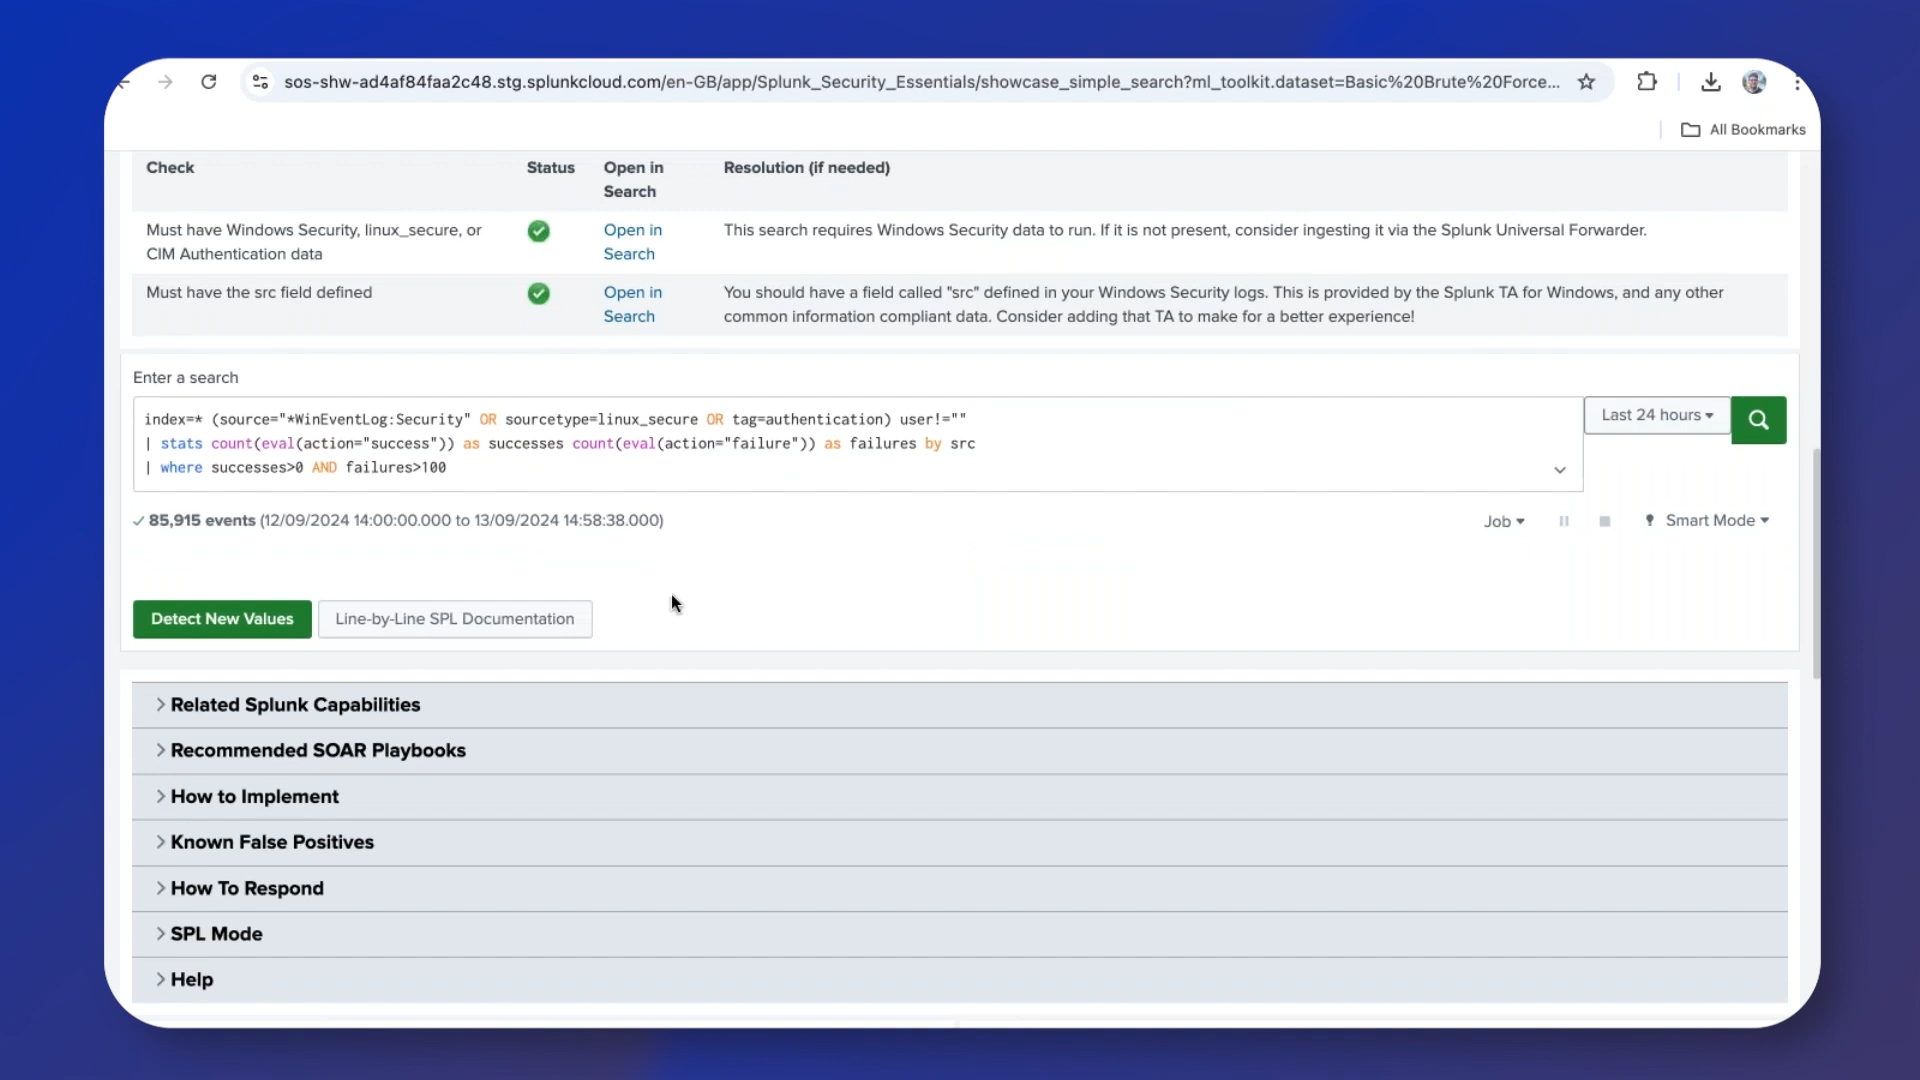 sos-shw-ad4af84faa2c48.stg.splunkcloud.com/en-GB/app/Splunk_Security_Essentials/showcase_simple_search?ml_toolkit.dataset=Basic%20Brute%20Force...
All Bookmarks
Check Status Open in Search Resolution (if needed)
Must have Windows Security, linux_secure, or CIM Authentication data
Open in Search
This search requires Windows Security data to run. If it is not present, consider ingesting it via the Splunk Universal Forwarder.
Must have the src field defined
Open in Search
You should have a field called "src" defined in your Windows Security logs. This is provided by the Splunk TA for Windows, and any other
common information compliant data. Consider adding that TA to make for a better experience!
Enter a search
index=* (source="*WinEventLog:Security" OR sourcetype=linux_secure OR tag=authentication) user!=""
| stats count(eval(action="success")) as successes count(eval(action="failure")) as failures by src
| where successes>0 AND failures>100
Last 24 hours
85,915 events (12/09/2024 14:00:00.000 to 13/09/2024 14:58:38.000)
Job Smart Mode
Detect New Values Line-by-Line SPL Documentation
Related Splunk Capabilities
Recommended SOAR Playbooks
How to Implement
Known False Positives
How To Respond
SPL Mode
Help